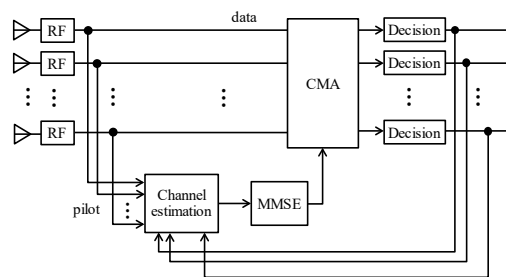 data
RF
Decision
RF
Decision
CMA
RF
Decision
Channel
estimation
MMSE
pilot